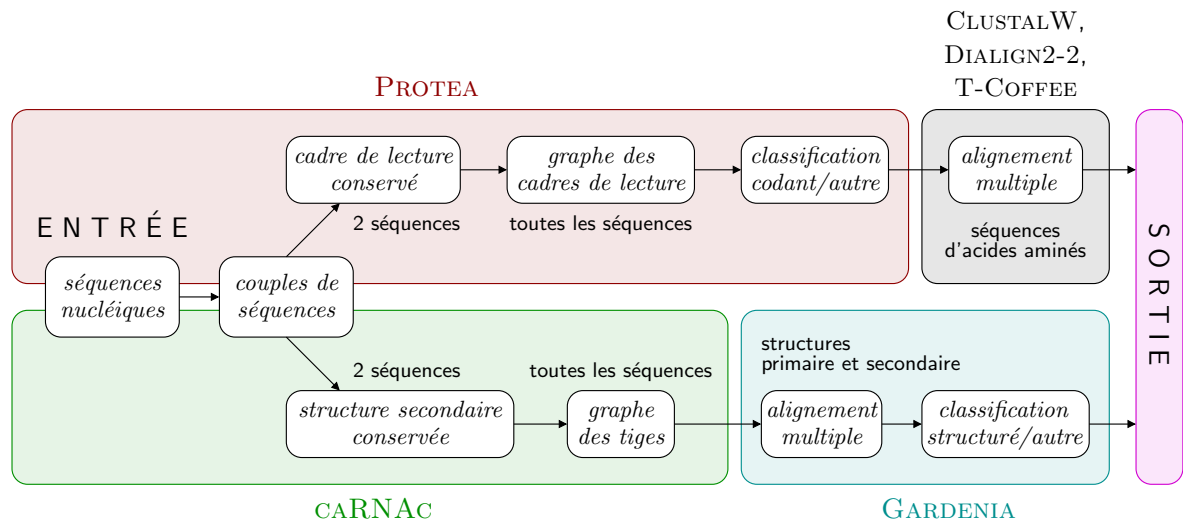 CLUSTALW,
DIALIGN2-2,
T-COFFEE
PROTEA
cadre de lecture
conservé
graphe des
cadres de lecture
classification
codant/autre
alignement
multiple
2 séquences
toutes les séquences
séquences
d'acides aminés
ENTRÉE
séquences
nucléiques
couples de
séquences
SORTIE
structures
primaire et secondaire
2 séquences
toutes les séquences
structure secondaire
conservée
graphe
des tiges
alignement
multiple
classification
structuré/autre
CARNAC
GARDENIA